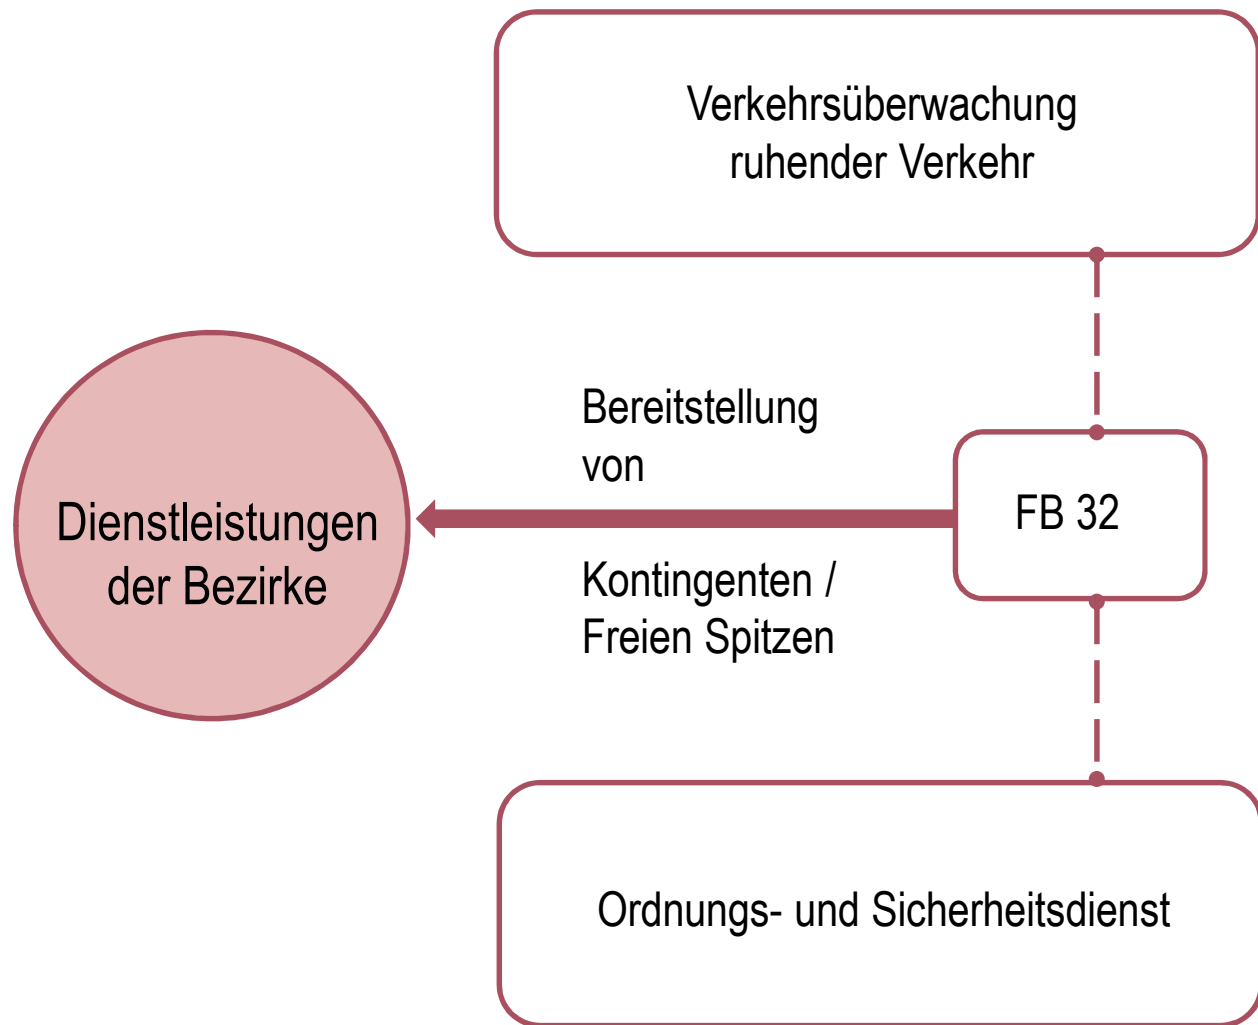 Verkehrsüberwachung
ruhender Verkehr
Bereitstellung
von
Dienstleistungen
der Bezirke
FB 32
Kontingenten /
Freien Spitzen
Ordnungs- und Sicherheitsdienst